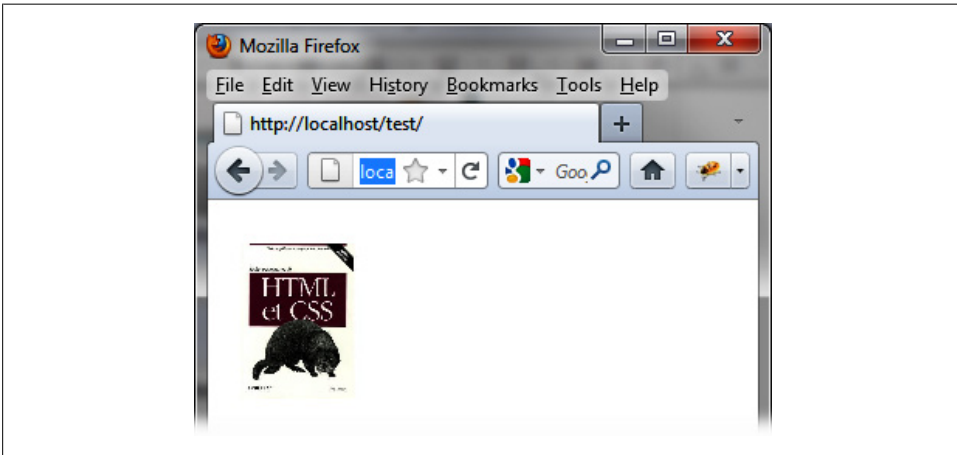 Mozilla Firefox
File Edit View History Bookmarks Tools Help
http://localhost/test/
loca
Goo
HTML
et CSS